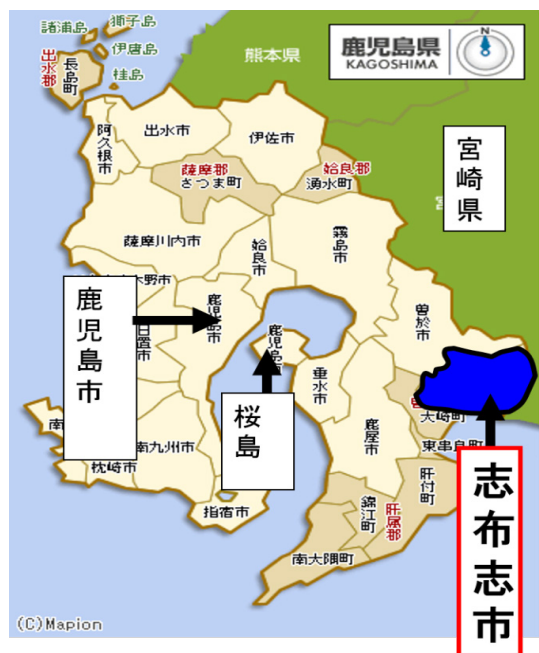 諸浦島
獅子島
伊唐島
桂島
出水郡
長島町
熊本県
鹿児島県
KAGOSHIMA
阿久根市
出水市
伊佐市
薩摩郡
さつま町
姶良郡
湧水町
宮崎県
薩摩川内市
姶良市
霧島市
木野市
鹿児島市
鹿児島市
日置市
鹿児島市
曽於市
垂水市
桜島
鹿屋市
大崎町
東串良町
南
南九州市
枕崎市
指宿市
肝付町
錦江町
肝属郡
南大隅町
志布志市
(C)Mapion